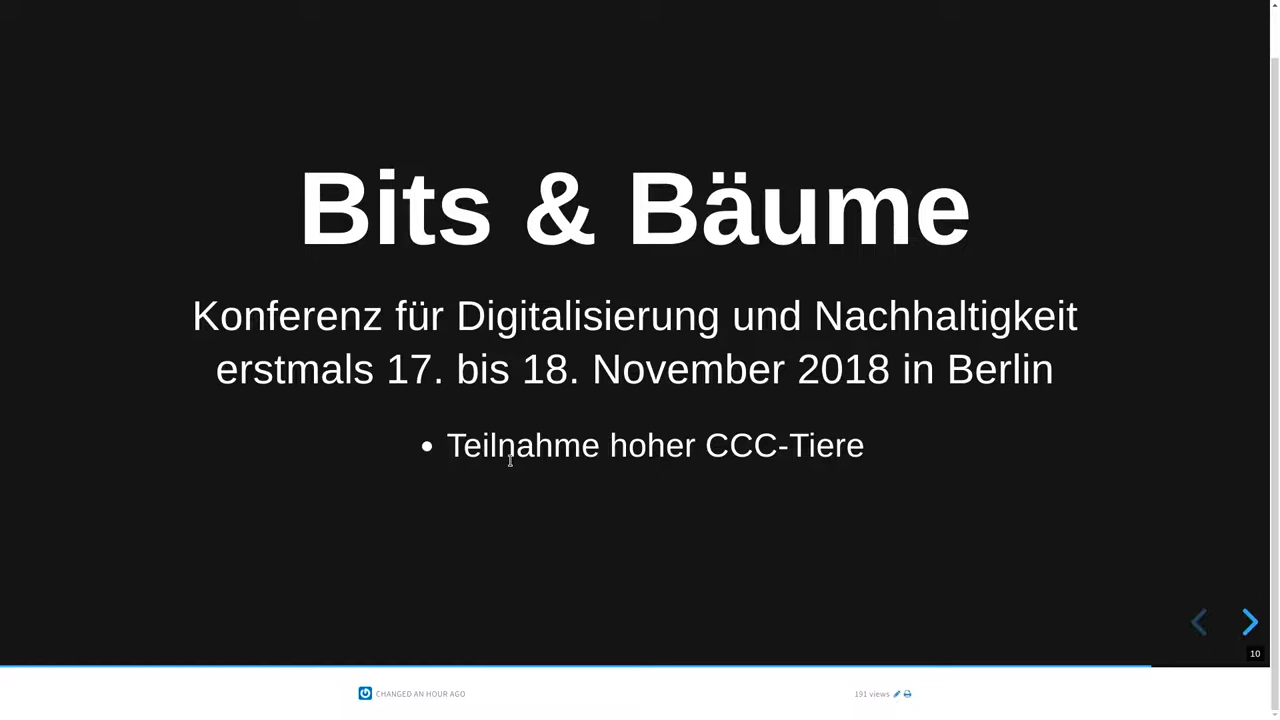 Bits & Bäume
Konferenz für Digitalisierung und Nachhaltigkeit
erstmals 17. bis 18. November 2018 in Berlin
• Teilnahme hoher CCC-Tiere
10
CHANGED AN HOUR AGO
191 views